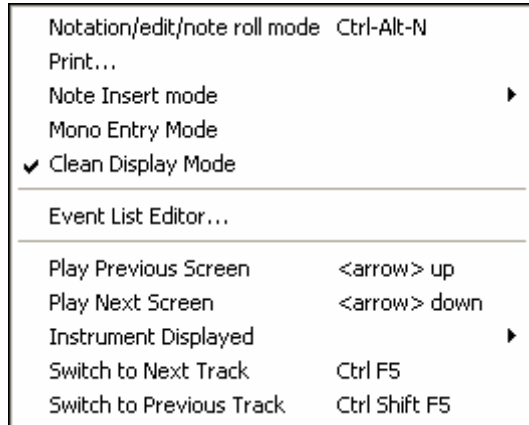 Notation/edit/note roll mode Ctrl-Alt-N
Print...
Note Insert mode
Mono Entry Mode
Clean Display Mode
Event List Editor...
Play Previous Screen <arrow> up
Play Next Screen <arrow> down
Instrument Displayed
Switch to Next Track Ctrl F5
Switch to Previous Track Ctrl Shift F5